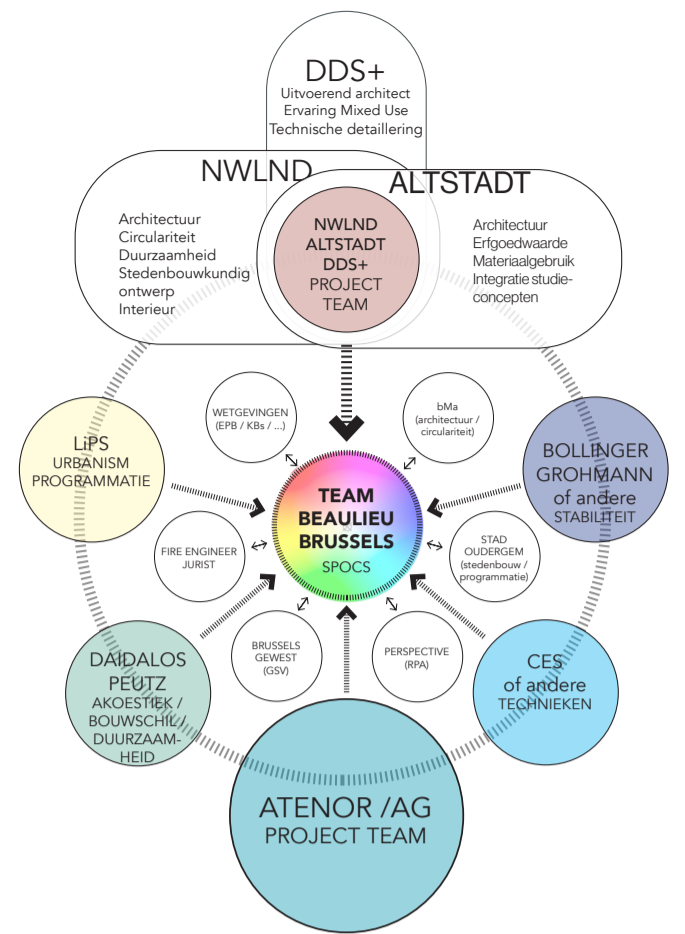 DDS+
Uitvoerend architect
Ervaring Mixed Use
Technische detaillering
NWLND
Architectuur
Circulariteit
Duurzaamheid
Stedenbouwkundig
ontwerp
Interieur
ALTSTADT
Architectuur
Erfgoedwaarde
Materiaalgebruik
Integratie studie-
concepten
NWLND
ALTSTADT
DDS+
PROJECT
TEAM
WETGEVINGEN
(EPB / KBs / ...)
bMa
(architectuur /
circulariteit)
LiPS
URBANISM
PROGRAMMATIE
BOLLINGER
GROHMANN
of andere
STABILITEIT
TEAM
BEAULIEU
BRUSSELS
SPOCS
FIRE ENGINEER
JURIST
STAD
OUDERGEM
(stedenbouw /
programmatie)
BRUSSELS
GEWEST
(GSV)
PERSPECTIVE
(RPA)
DAIDALOS
PEUTZ
AKOESTIEK /
BOUWSCHIL /
DUURZAAM-
HEID
CES
of andere
TECHNIEKEN
ATENOR /AG
PROJECT TEAM